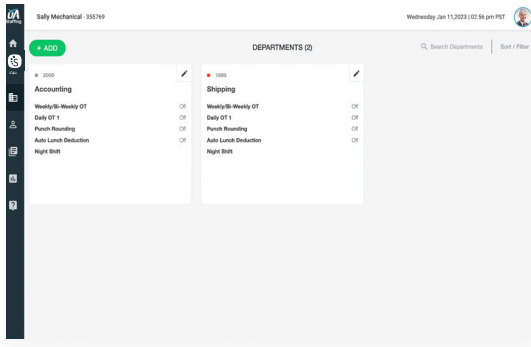 UA
Staffing
Sally Mechanical - 355769
Wednesday Jan 11,2023 | 02:56 pm PST
+ ADD
DEPARTMENTS (2)
Search Departments
Sort / Filter
2000
Accounting
Weekly/Bi-Weekly OT Off
Daily OT 1 Off
Punch Rounding Off
Auto Lunch Deduction Off
Night Shift
1999
Shipping
Weekly/Bi-Weekly OT Off
Daily OT 1 Off
Punch Rounding Off
Auto Lunch Deduction Off
Night Shift